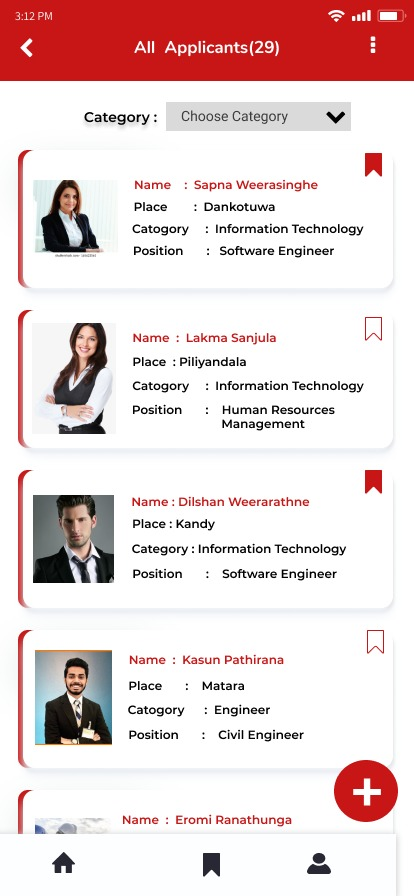 3:12 PM
All Applicants(29)
Category :
Choose Category
Name : Sapna Weerasinghe
Place : Dankotuwa
Catogory : Information Technology
Position : Software Engineer
Name : Lakma Sanjula
Place : Piliyandala
Catogory : Information Technology
Position : Human Resources
Management
Name : Dilshan Weerarathne
Place : Kandy
Category : Information Technology
Position : Software Engineer
Name : Kasun Pathirana
Place : Matara
Catogory : Engineer
Position : Civil Engineer
Name : Eromi Ranathunga